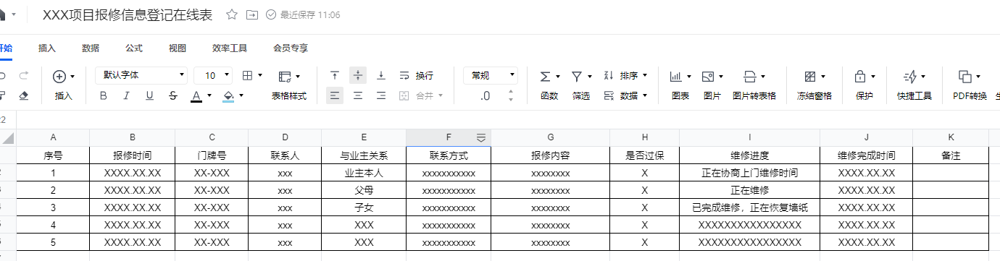 XXX项目报修信息登记在线表 最近保存 11:06
开始 插入 数据 公式 视图 效率工具 会员专享
默认字体 10 换行 常规 排序
插入 B I U S A 表格样式 合并 .0 函数 筛选 数据 图表 图片 图片转表格 冻结窗格 保护 快捷工具 PDF转换
A B C D E F G H I J K
序号 报修时间 门牌号 联系人 与业主关系 联系方式 报修内容 是否过保 维修进度 维修完成时间 备注
1 XXXX.XX.XX XX-XXX xxx 业主本人 xxxxxxxxxxx xxxxxxxx X 正在协商上门维修时间 XXXX.XX.XX
2 XXXX.XX.XX XX-XXX xxx 父母 xxxxxxxxxxx xxxxxxxx X 正在维修 XXXX.XX.XX
3 XXXX.XX.XX XX-XXX xxx 子女 xxxxxxxxxxx xxxxxxxx X 已完成维修，正在恢复墙纸 XXXX.XX.XX
4 XXXX.XX.XX XX-XXX xxx XXX xxxxxxxxxxx xxxxxxxx X XXXXXXXXXXXXXXXX XXXX.XX.XX
5 XXXX.XX.XX XX-XXX xxx XXX xxxxxxxxxxx xxxxxxxx X XXXXXXXXXXXXXXXX XXXX.XX.XX